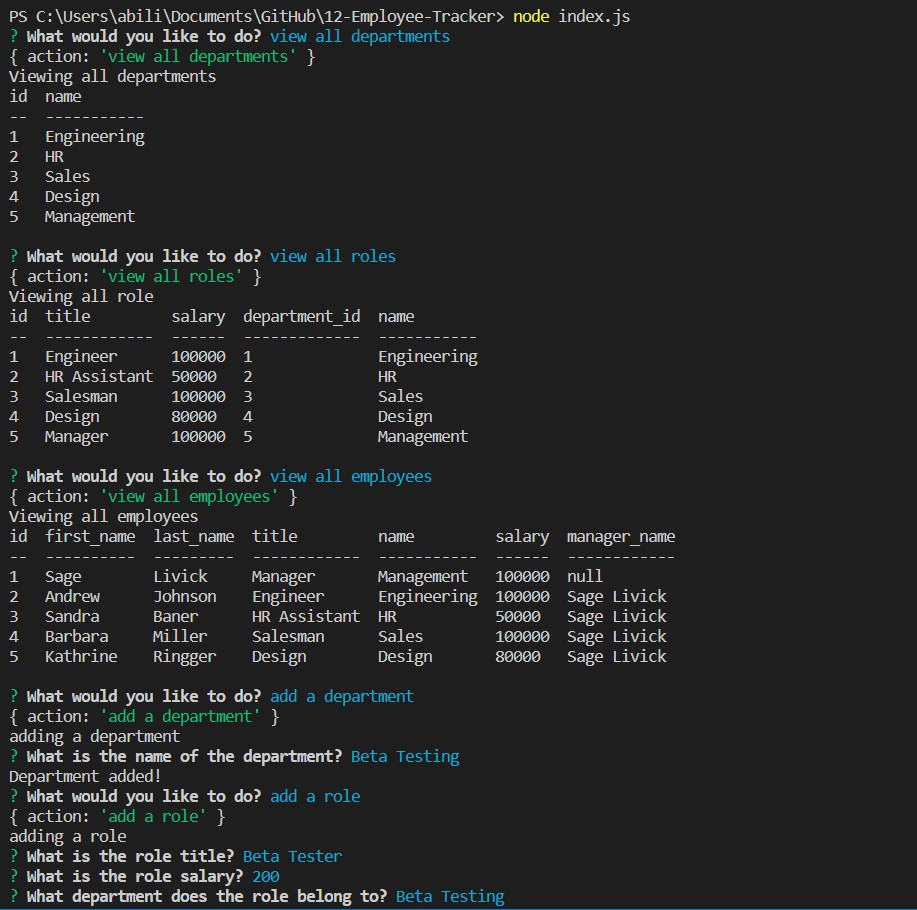 PS C:\Users\abili\Documents\GitHub\12-Employee-Tracker> node index.js
? What would you like to do? view all departments
{ action: 'view all departments' }
Viewing all departments
id  name
--  -----------
1   Engineering
2   HR
3   Sales
4   Design
5   Management

? What would you like to do? view all roles
{ action: 'view all roles' }
Viewing all role
id  title         salary  department_id  name
--  ------------  ------  -------------  -----------
1   Engineer      100000  1              Engineering
2   HR Assistant  50000   2              HR
3   Salesman      100000  3              Sales
4   Design        80000   4              Design
5   Manager       100000  5              Management

? What would you like to do? view all employees
{ action: 'view all employees' }
Viewing all employees
id  first_name  last_name  title         name         salary  manager_name
--  ----------  ---------  ------------  -----------  ------  ------------
1   Sage        Livick     Manager       Management   100000  null
2   Andrew      Johnson    Engineer      Engineering  100000  Sage Livick
3   Sandra      Baner      HR Assistant  HR           50000   Sage Livick
4   Barbara     Miller     Salesman      Sales        100000  Sage Livick
5   Kathrine    Ringger    Design        Design       80000   Sage Livick

? What would you like to do? add a department
{ action: 'add a department' }
adding a department
? What is the name of the department? Beta Testing
Department added!
? What would you like to do? add a role
{ action: 'add a role' }
adding a role
? What is the role title? Beta Tester
? What is the role salary? 200
? What department does the role belong to? Beta Testing